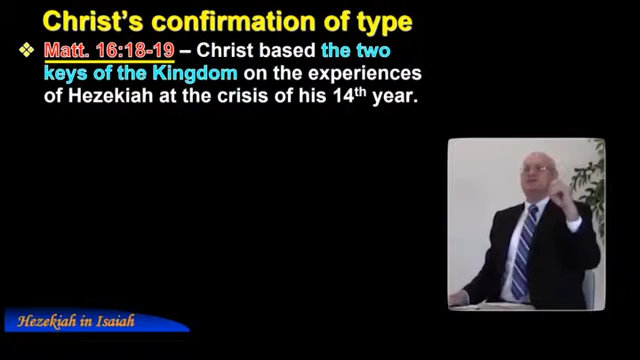 Christ's confirmation of type
❖ Matt. 16:18-19 – Christ based the two
keys of the Kingdom on the experiences
of Hezekiah at the crisis of his 14th year.
Hezekiah in Isaiah